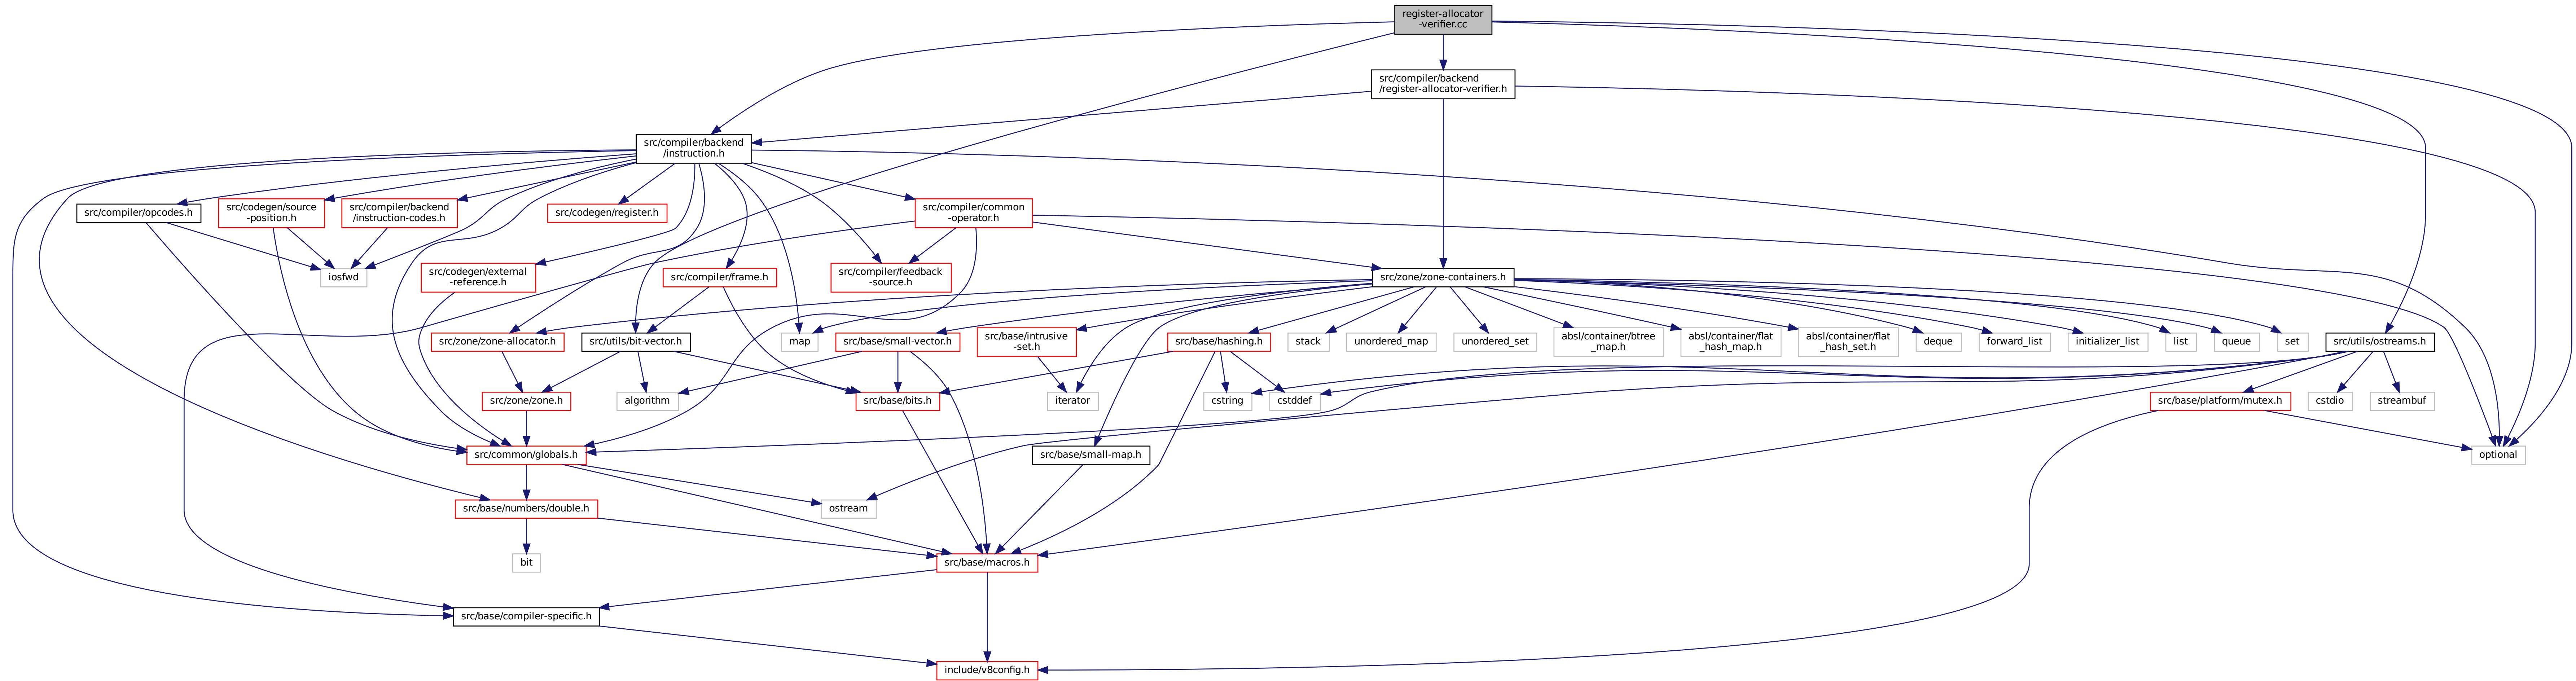 register-allocator
-verifier.cc
src/compiler/backend
/register-allocator-verifier.h
src/compiler/backend
/instruction.h
src/compiler/opcodes.h
src/codegen/source
-position.h
src/compiler/backend
/instruction-codes.h
src/codegen/register.h
src/compiler/common
-operator.h
iosfwd
src/codegen/external
-reference.h
src/compiler/frame.h
src/compiler/feedback
-source.h
src/zone/zone-containers.h
src/zone/zone-allocator.h
src/utils/bit-vector.h
map
src/base/small-vector.h
src/base/intrusive
-set.h
src/base/hashing.h
stack
unordered_map
unordered_set
absl/container/btree
_map.h
absl/container/flat
_hash_map.h
absl/container/flat
_hash_set.h
deque
forward_list
initializer_list
list
queue
set
src/utils/ostreams.h
src/zone/zone.h
algorithm
src/base/bits.h
iterator
cstring
cstddef
src/base/platform/mutex.h
cstdio
streambuf
src/common/globals.h
src/base/small-map.h
optional
src/base/numbers/double.h
ostream
bit
src/base/macros.h
src/base/compiler-specific.h
include/v8config.h